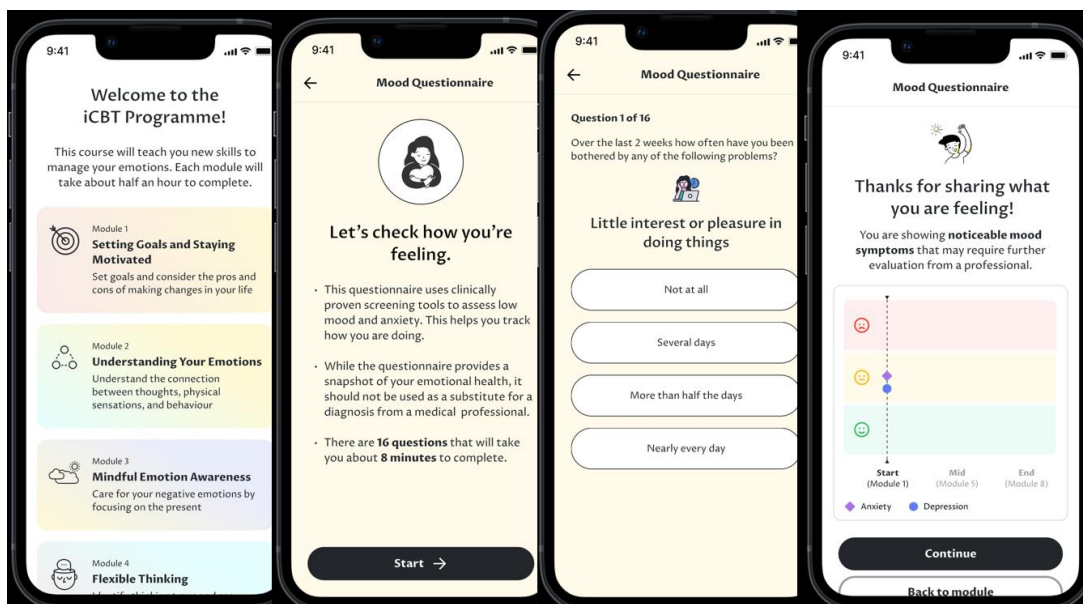 9:41
Welcome to the
iCBT Programme!
This course will teach you new skills to
manage your emotions. Each module will
take about half an hour to complete.
Module 1
Setting Goals and Staying
Motivated
Set goals and consider the pros and
cons of making changes in your life
Module 2
Understanding Your Emotions
Understand the connection
between thoughts, physical
sensations, and behaviour
Module 3
Mindful Emotion Awareness
Care for your negative emotions by
focusing on the present
Module 4
Flexible Thinking
9:41
Mood Questionnaire
Let's check how you're
feeling.
· This questionnaire uses clinically
proven screening tools to assess low
mood and anxiety. This helps you track
how you are doing.
· While the questionnaire provides a
snapshot of your emotional health, it
should not be used as a substitute for a
diagnosis from a medical professional.
· There are 16 questions that will take
you about 8 minutes to complete.
Start →
9:41
Mood Questionnaire
Question 1 of 16
Over the last 2 weeks how often have you been
bothered by any of the following problems?
Little interest or pleasure in
doing things
Not at all
Several days
More than half the days
Nearly every day
9:41
Mood Questionnaire
Thanks for sharing what
you are feeling!
You are showing noticeable mood
symptoms that may require further
evaluation from a professional.
Start Mid End
(Module 1) (Module 5) (Module 8)
Anxiety Depression
Continue
Back to module